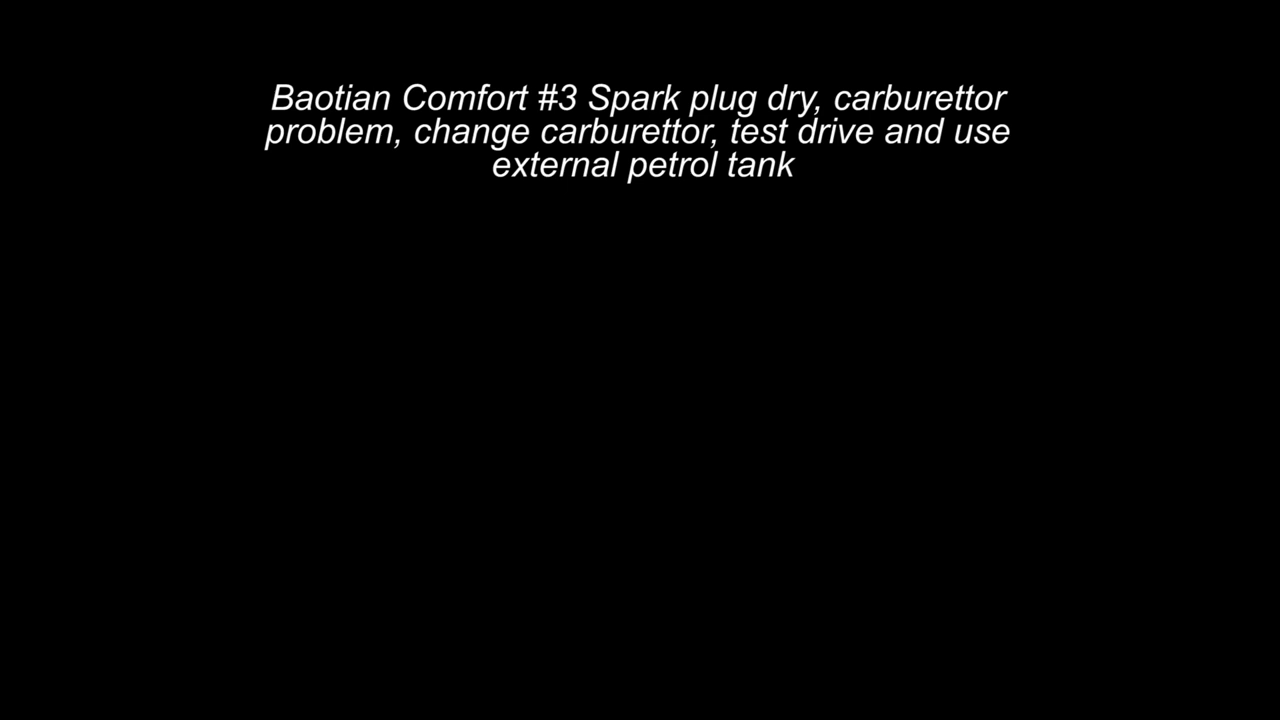 Baotian Comfort #3 Spark plug dry, carburettor
problem, change carburettor, test drive and use
external petrol tank